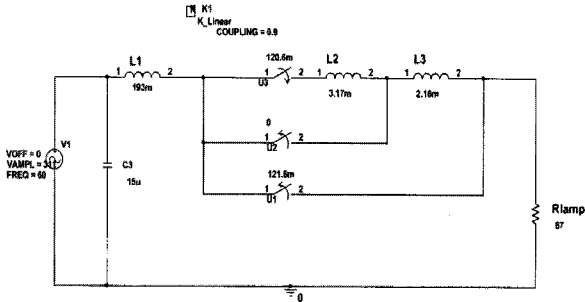 K K1
K_Linear
COUPLING = 0.9
L1
1 2
193m
120.6m
1 2
U3
L2
1 2
3.17m
L3
1 2
2.16m
0
1 2
U2
121.6m
1 2
U1
V1
VOFF = 0
VAMPL = 311
FREQ = 60
C3
15u
Rlamp
67
0